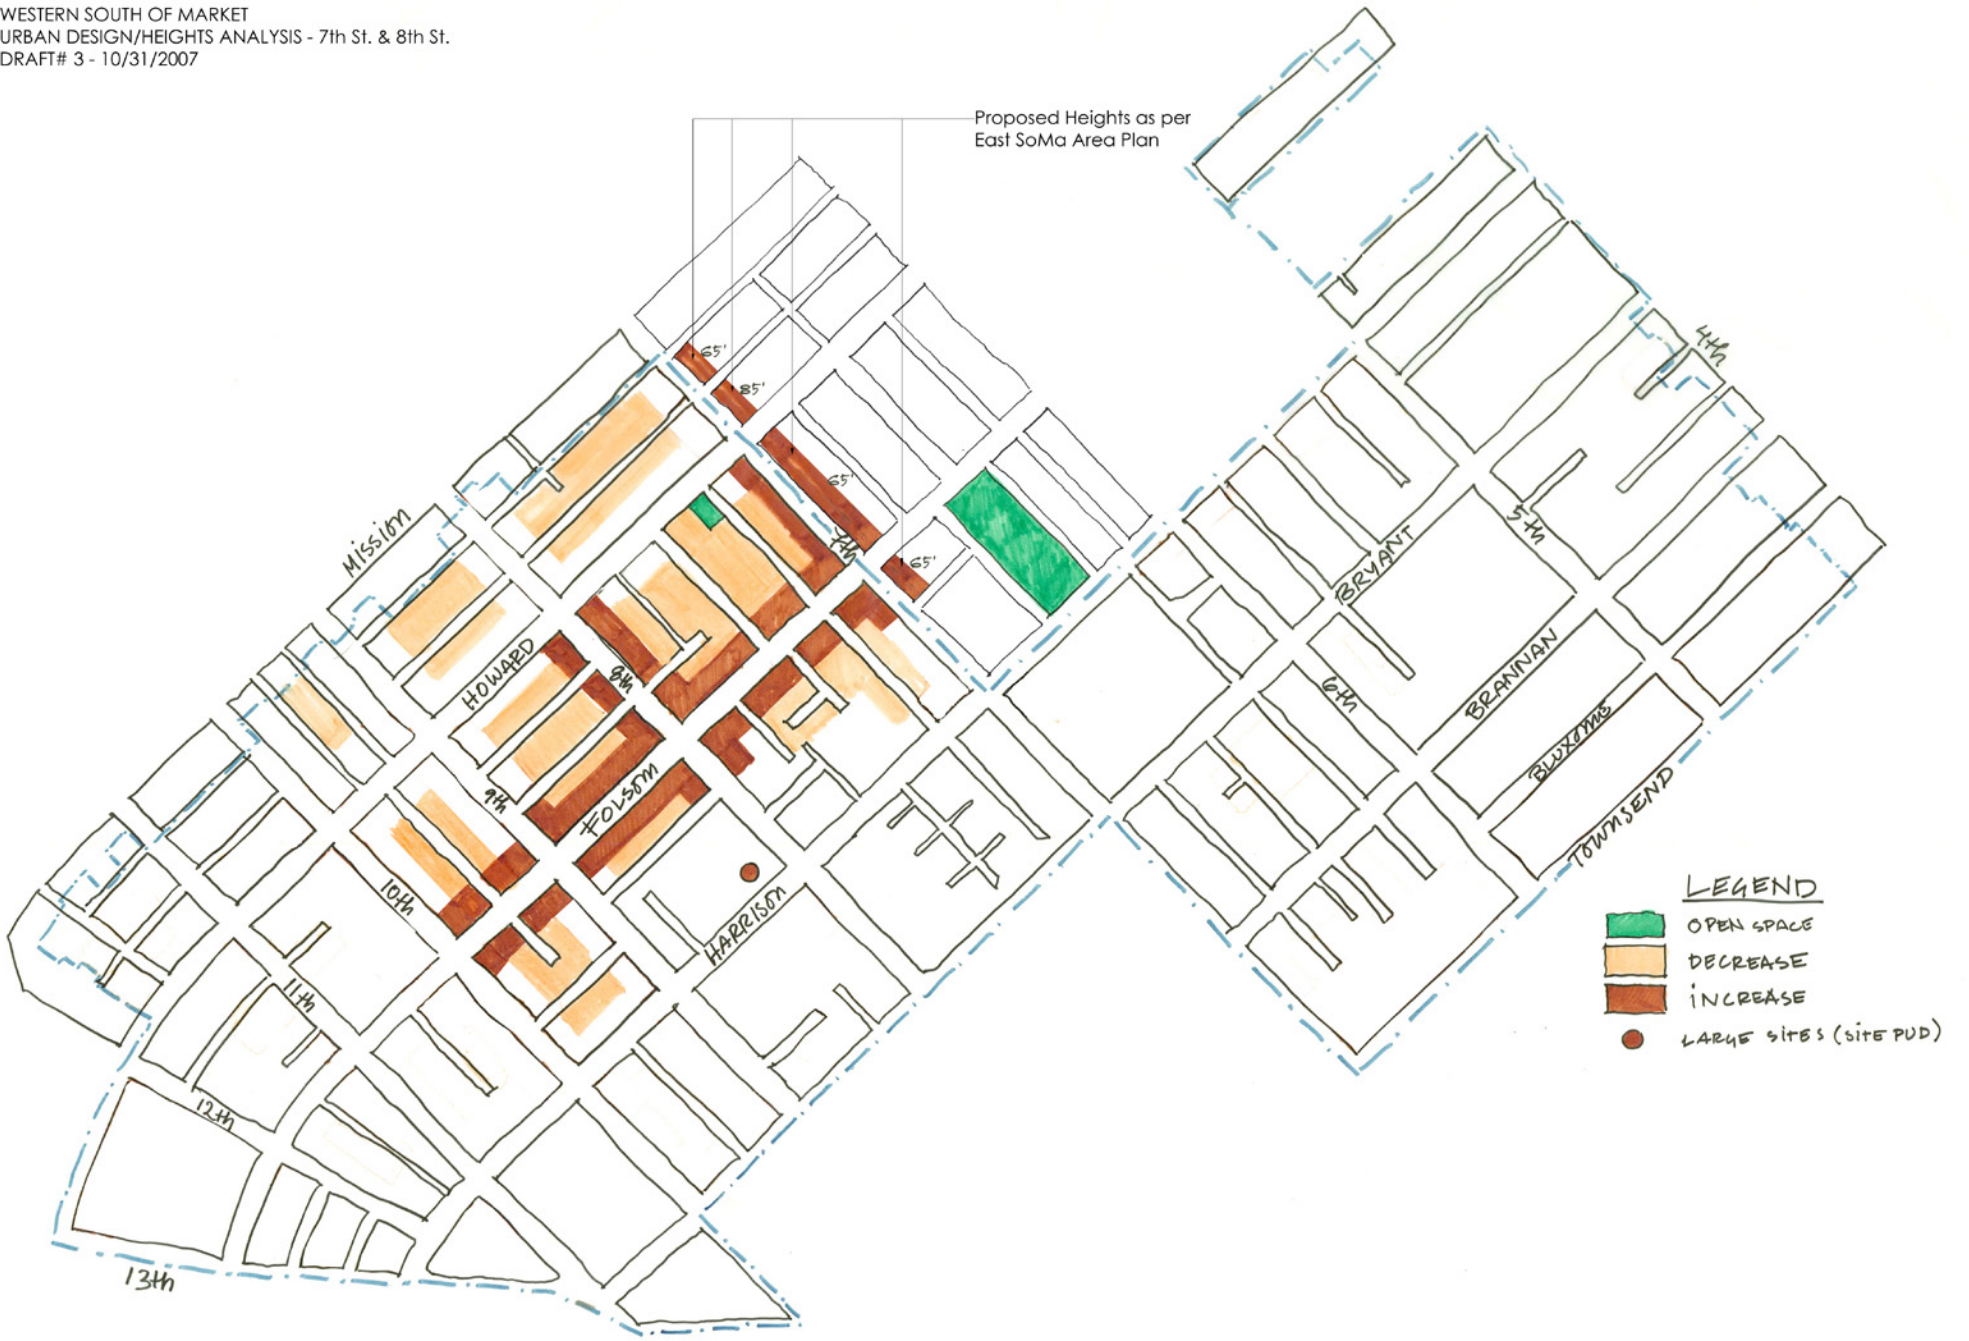 WESTERN SOUTH OF MARKET
URBAN DESIGN/HEIGHTS ANALYSIS - 7th St. & 8th St.
DRAFT# 3 - 10/31/2007
Proposed Heights as per
East SoMa Area Plan
65'
85'
65'
65'
4th
5th
6th
7th
8th
9th
10th
11th
12th
13th
Mission
HOWARD
FOLSOM
HARRISON
BRYANT
BRANNAN
BLUXOMS
TOWNSEND
LEGEND
OPEN SPACE
DECREASE
INCREASE
LARGE SITES (SITE PUD)